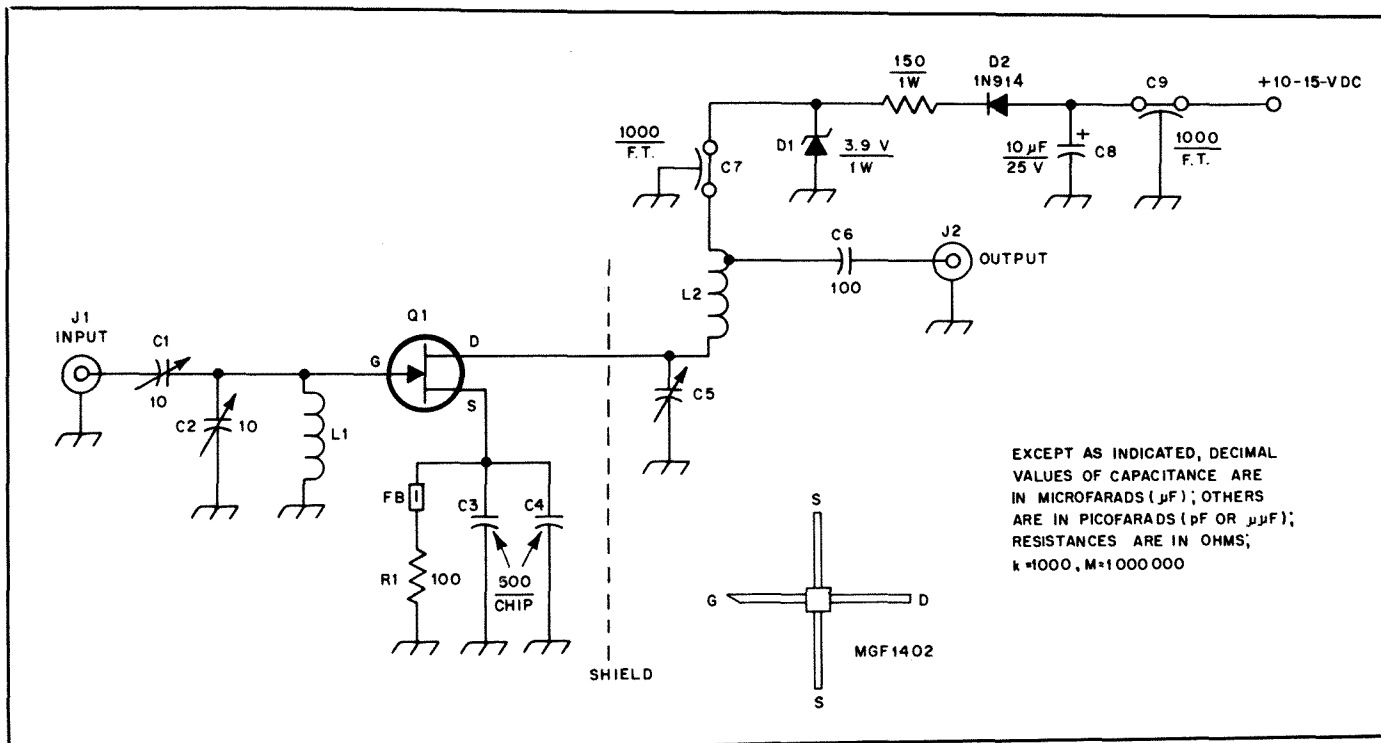 150
1W
D2
1N914
C9
+10-15-VDC
1000
F.T.
C7
D1
3.9 V
1W
10 µF
25 V
+
C8
1000
F.T.
C6
100
J2
OUTPUT
L2
J1
INPUT
C1
10
C2
10
L1
Q1
G
D
S
C5
FB
R1
100
C3
C4
500
CHIP
SHIELD
EXCEPT AS INDICATED, DECIMAL
VALUES OF CAPACITANCE ARE
IN MICROFARADS (µF); OTHERS
ARE IN PICOFARADS (pF OR µµF);
RESISTANCES ARE IN OHMS;
k=1000, M=1000000
S
G
D
MGF1402
S